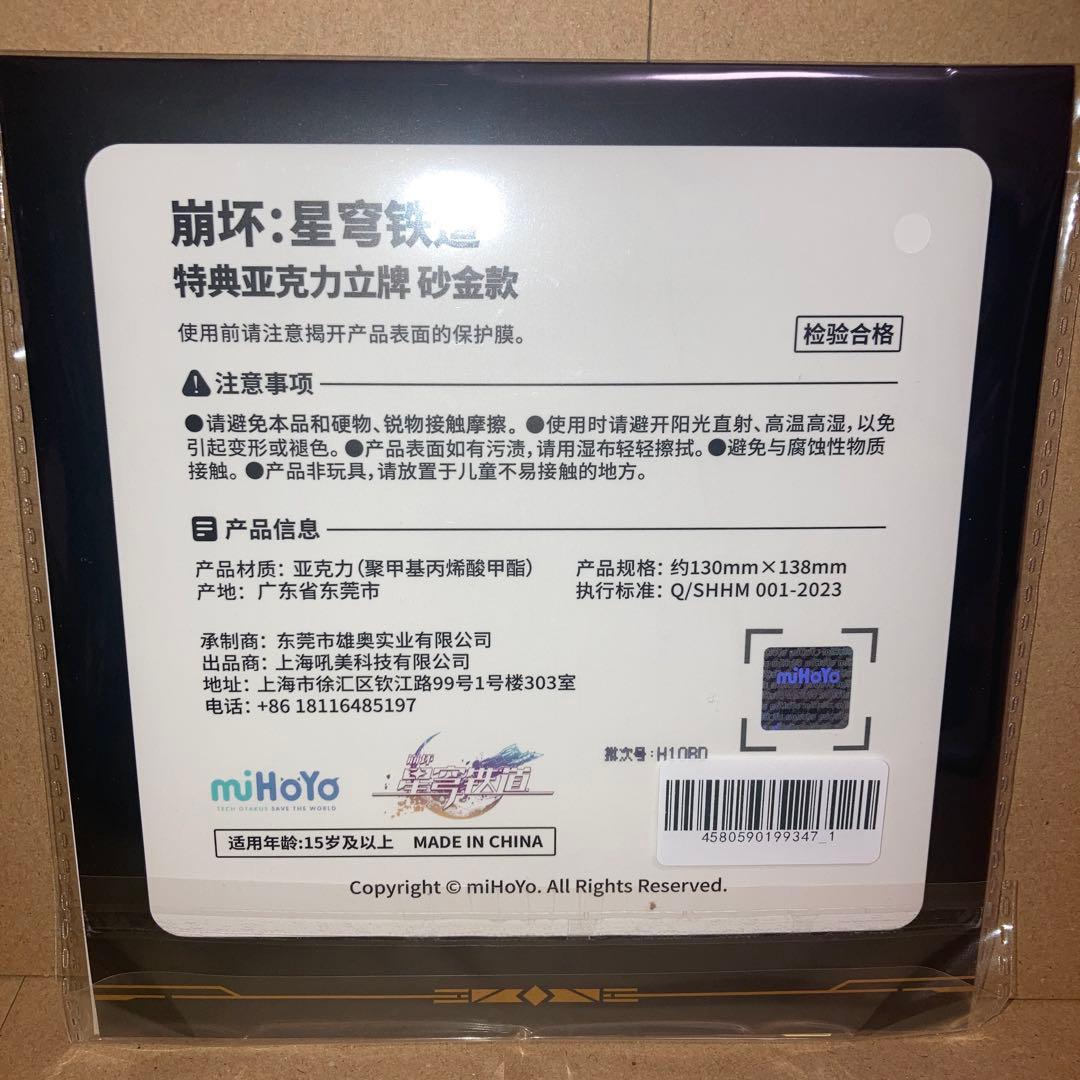 崩坏：星穹铁道
特典亚克力立牌 砂金款
使用前请注意揭开产品表面的保护膜。
检验合格
注意事项
●请避免本品和硬物、锐物接触摩擦。●使用时请避开阳光直射、高温高湿，以免
引起变形或褪色。●产品表面如有污渍，请用湿布轻轻擦拭。●避免与腐蚀性物质
接触。●产品非玩具，请放置于儿童不易接触的地方。
产品信息
产品材质：亚克力（聚甲基丙烯酸甲酯）
产品规格：约130mm×138mm
产地：广东省东莞市
执行标准：Q/SHHM 001-2023
承制商：东莞市雄奥实业有限公司
出品商：上海吼美科技有限公司
地址：上海市徐汇区钦江路99号1号楼303室
电话：+86 18116485197
miHoYo
批次号：H10BD
miHoYo
TECH OTAKUS SAVE THE WORLD
崩坏
星穹铁道
4580590199347_1
适用年龄：15岁及以上 MADE IN CHINA
Copyright © miHoYo. All Rights Reserved.